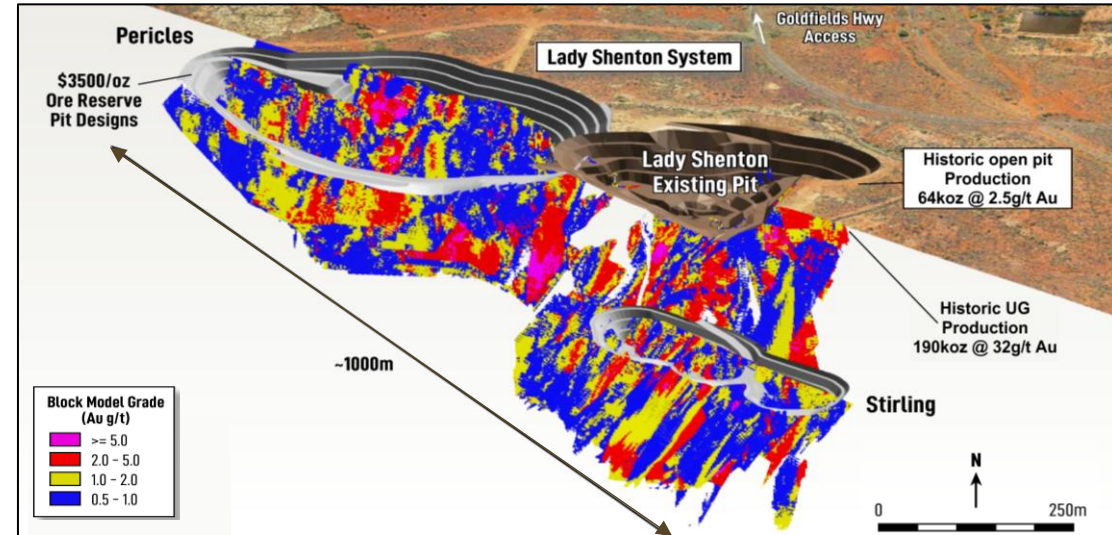 Goldfields Hwy
Access
Pericles
Lady Shenton System
$3500/oz
Ore Reserve
Pit Designs
Lady Shenton
Existing Pit
Historic open pit
Production
64koz @ 2.5g/t Au
Historic UG
Production
190koz @ 32g/t Au
~1000m
Stirling
Block Model Grade
(Au g/t)
>= 5.0
2.0 - 5.0
1.0 - 2.0
0.5 - 1.0
N
0 250m